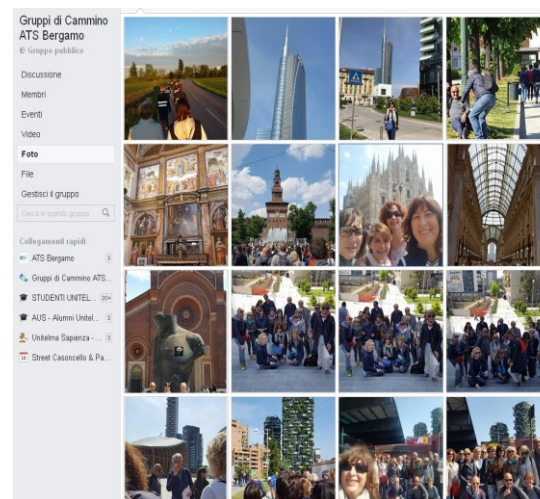 Gruppi di Cammino
ATS Bergamo
Gruppo pubblico
Discussione
Membri
Eventi
Video
Foto
File
Gestisci il gruppo
Cerca in questo gruppo
Collegamenti rapidi
ATS Bergamo 3
Gruppi di Cammino ATS...
STUDENTI UNITEL... 20+
AUS - Alumni Unitel... 3
Unitelma Sapienza - ... 3
Street Casoncello & Pa...